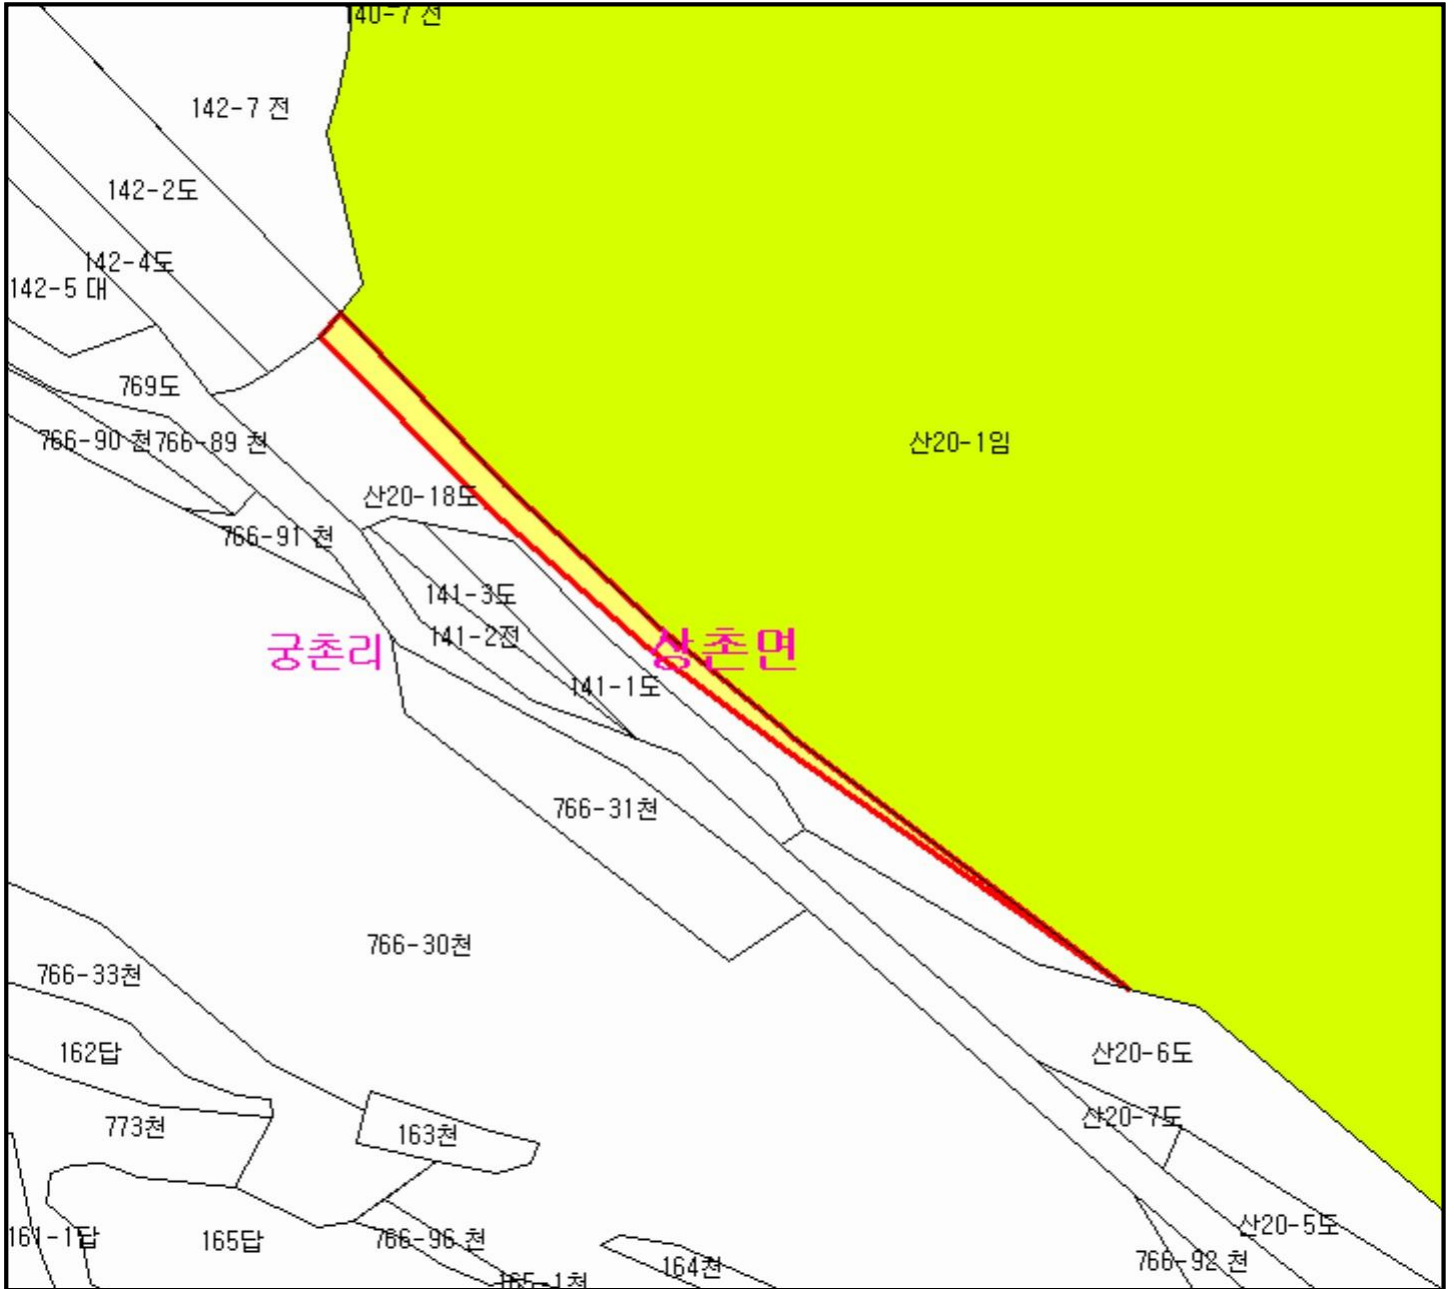 140-7 전
142-7 전
142-2도
142-4도
142-5 대
769도
766-90 천
766-89 천
산20-1임
산20-18도
766-91 천
141-3도
141-2전
궁촌리
상촌면
141-1도
766-31천
766-30천
766-33천
162답
산20-6도
773천
163천
산20-7도
161-1답
165답
766-96 천
산20-5도
164천
766-92 천
165-1천